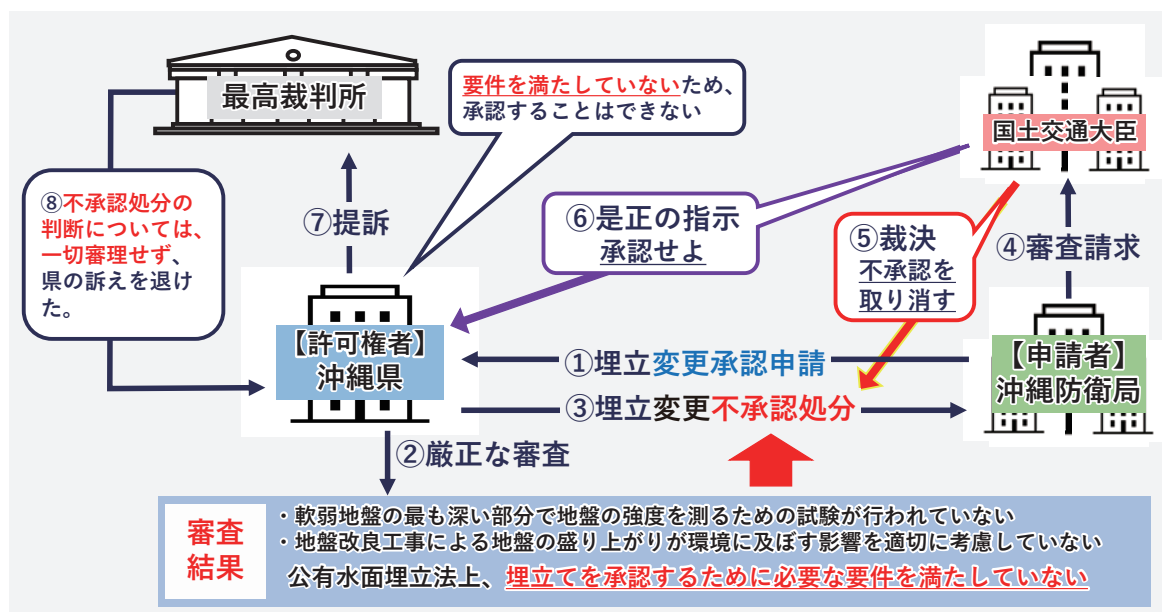 最高裁判所
要件を満たしていないため、
承認することはできない
国土交通大臣
⑧不承認処分の
判断については、
一切審理せず、
県の訴えを退け
た。
⑦提訴
⑥是正の指示
承認せよ
⑤裁決
不承認を
取り消す
④審査請求
【許可権者】
沖縄県
①埋立変更承認申請
③埋立変更不承認処分
【申請者】
沖縄防衛局
②厳正な審査
審査
結果
・軟弱地盤の最も深い部分で地盤の強度を測るための試験が行われていない
・地盤改良工事による地盤の盛り上がりが環境に及ぼす影響を適切に考慮していない
公有水面埋立法上、埋立てを承認するために必要な要件を満たしていない